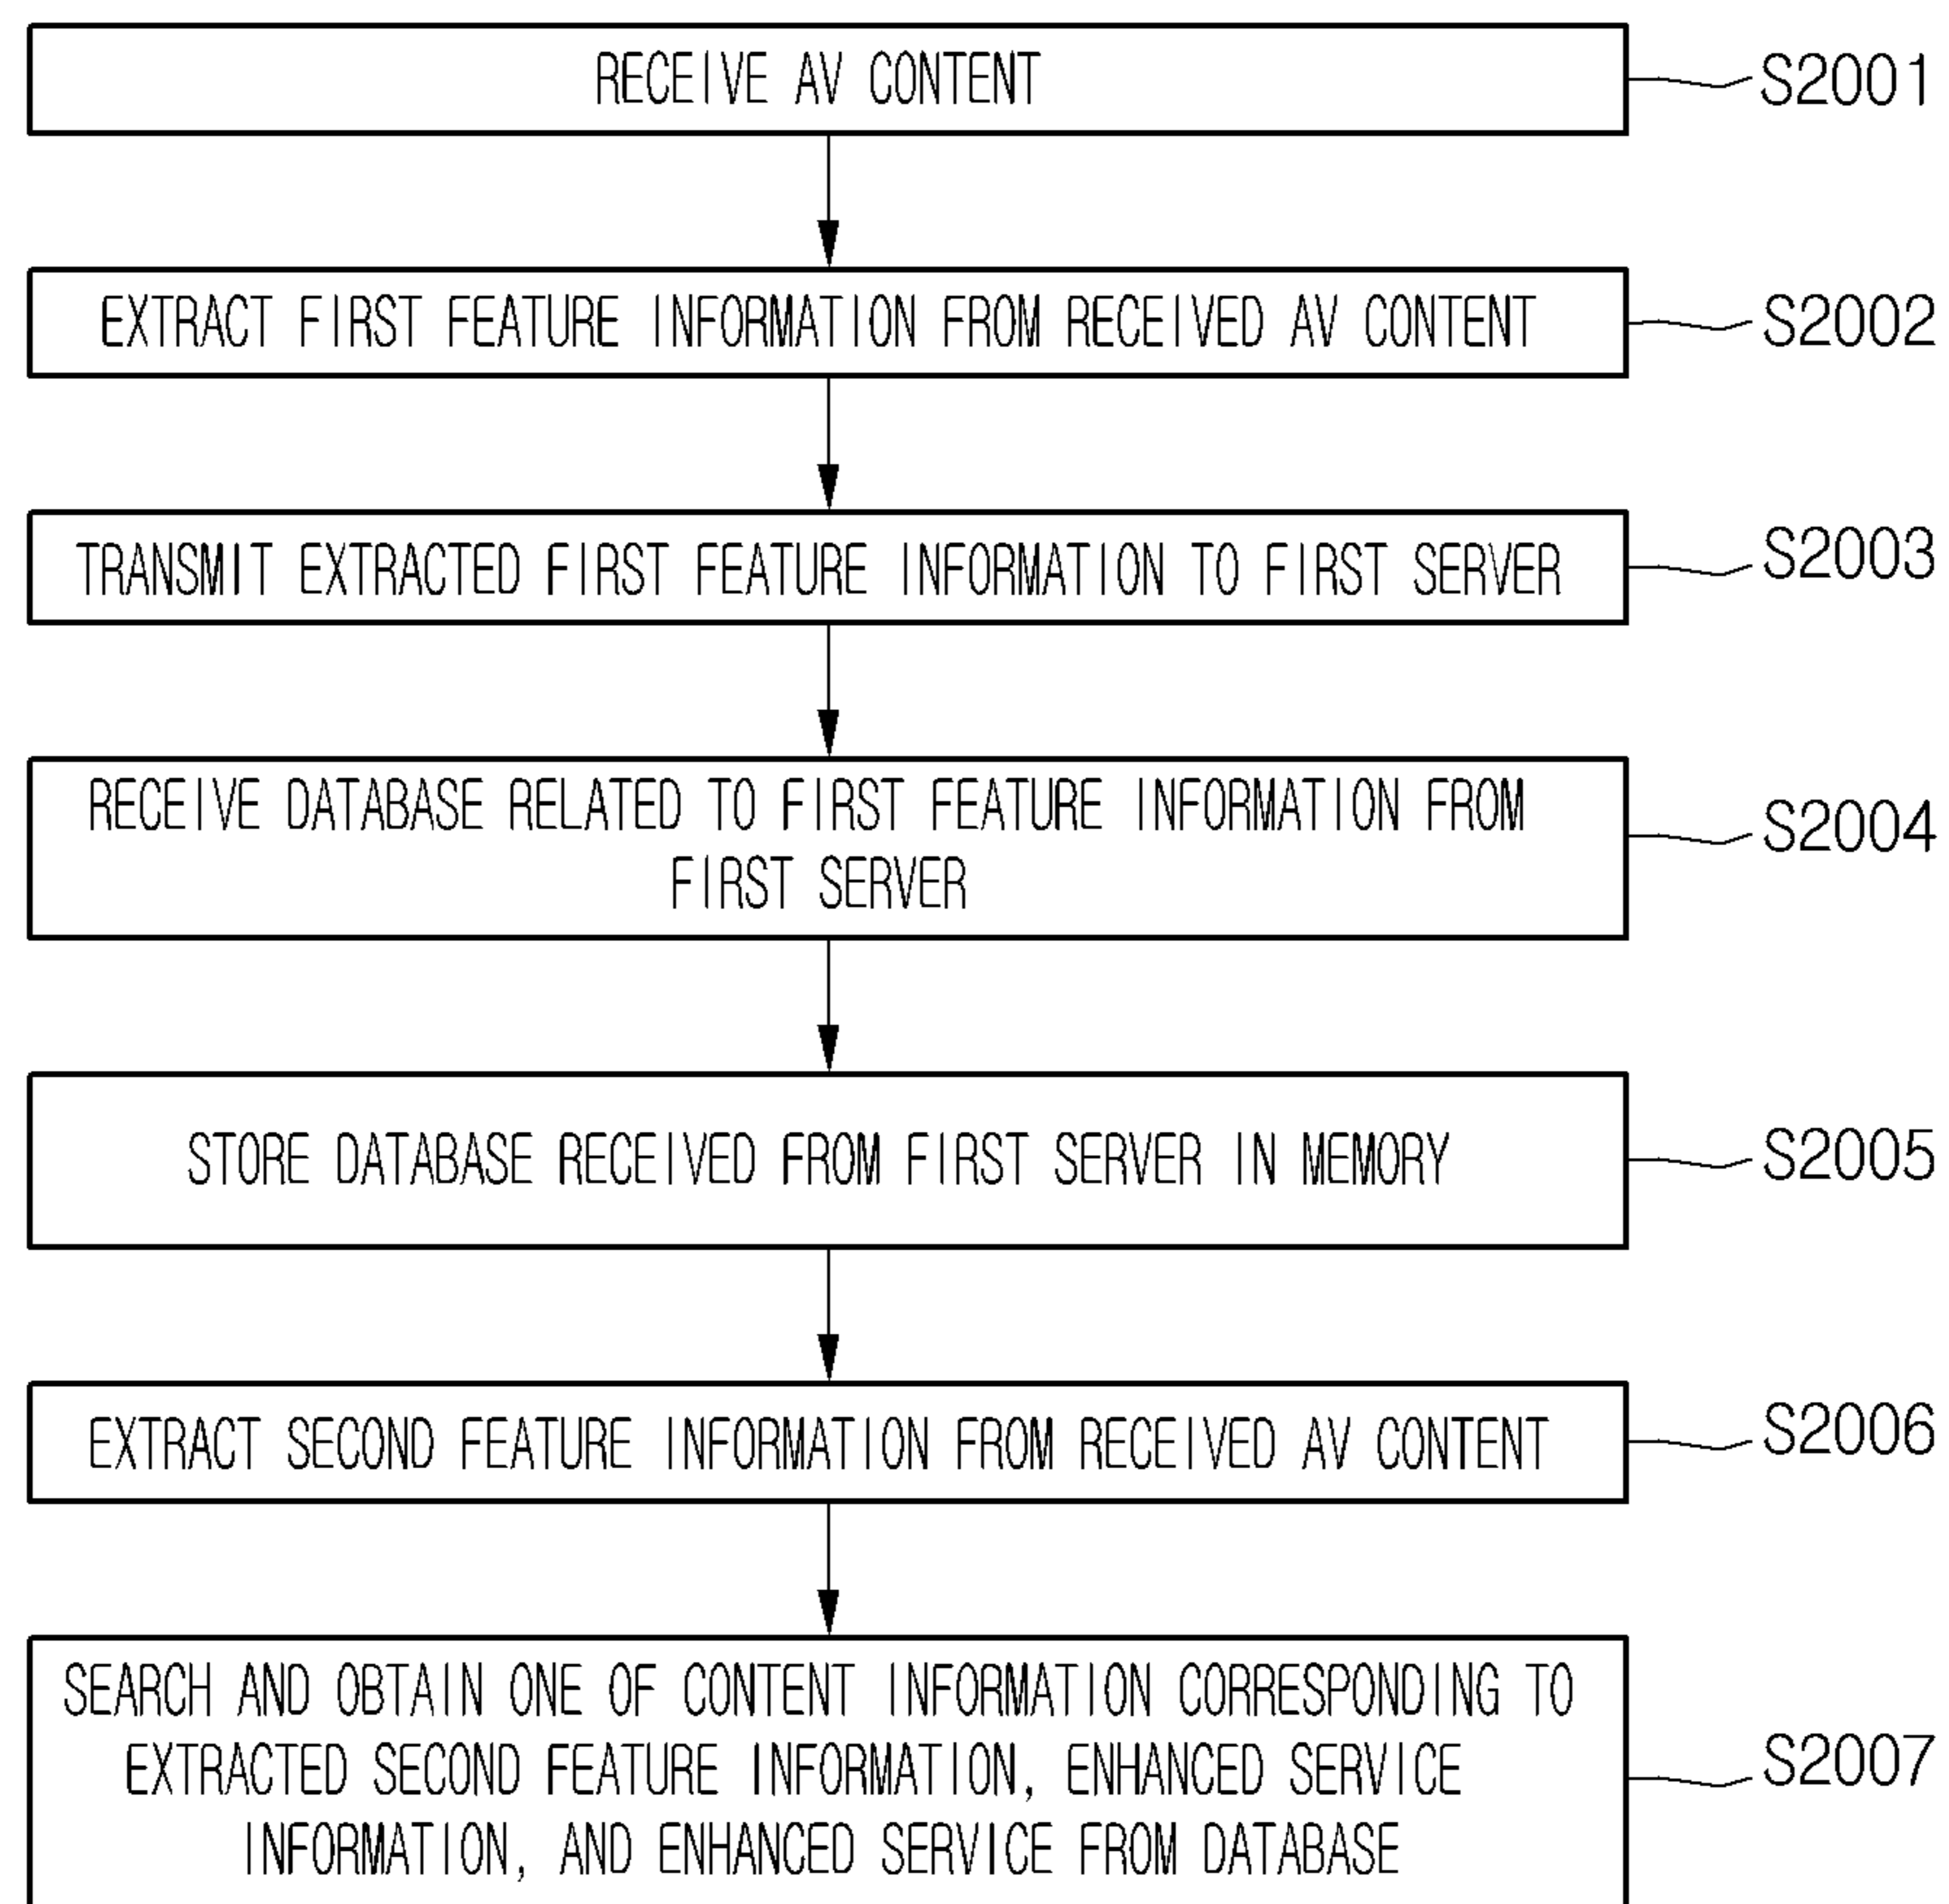 RECEIVE AV CONTENT
S2001
EXTRACT FIRST FEATURE INFORMATION FROM RECEIVED AV CONTENT
S2002
TRANSMIT EXTRACTED FIRST FEATURE INFORMATION TO FIRST SERVER
S2003
RECEIVE DATABASE RELATED TO FIRST FEATURE INFORMATION FROM
FIRST SERVER
S2004
STORE DATABASE RECEIVED FROM FIRST SERVER IN MEMORY
S2005
EXTRACT SECOND FEATURE INFORMATION FROM RECEIVED AV CONTENT
S2006
SEARCH AND OBTAIN ONE OF CONTENT INFORMATION CORRESPONDING TO
EXTRACTED SECOND FEATURE INFORMATION, ENHANCED SERVICE
INFORMATION, AND ENHANCED SERVICE FROM DATABASE
S2007